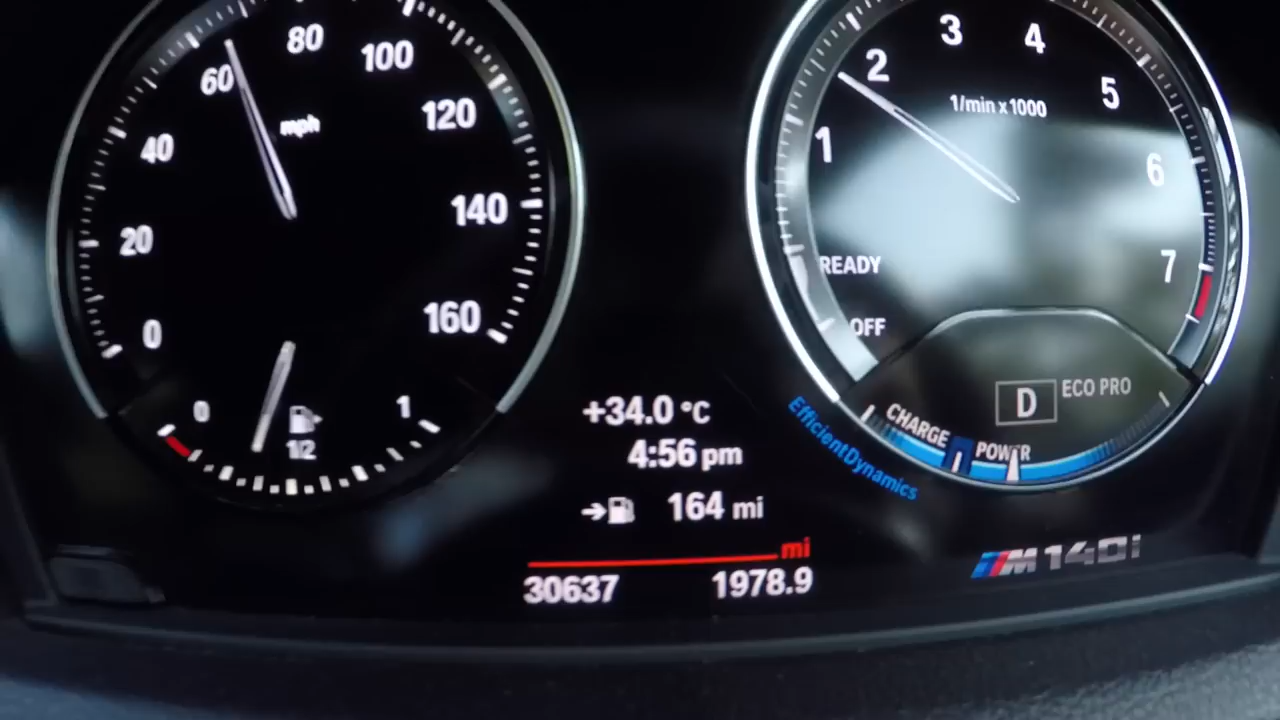 0
20
40
60
80
100
120
140
160
mph
0
1/2
1
+34.0 °C
4:56 pm
164 mi
mi
30637
1978.9
1
2
3
4
5
6
7
1/min x 1000
READY
OFF
D
ECO PRO
CHARGE
POWER
EfficientDynamics
M140i